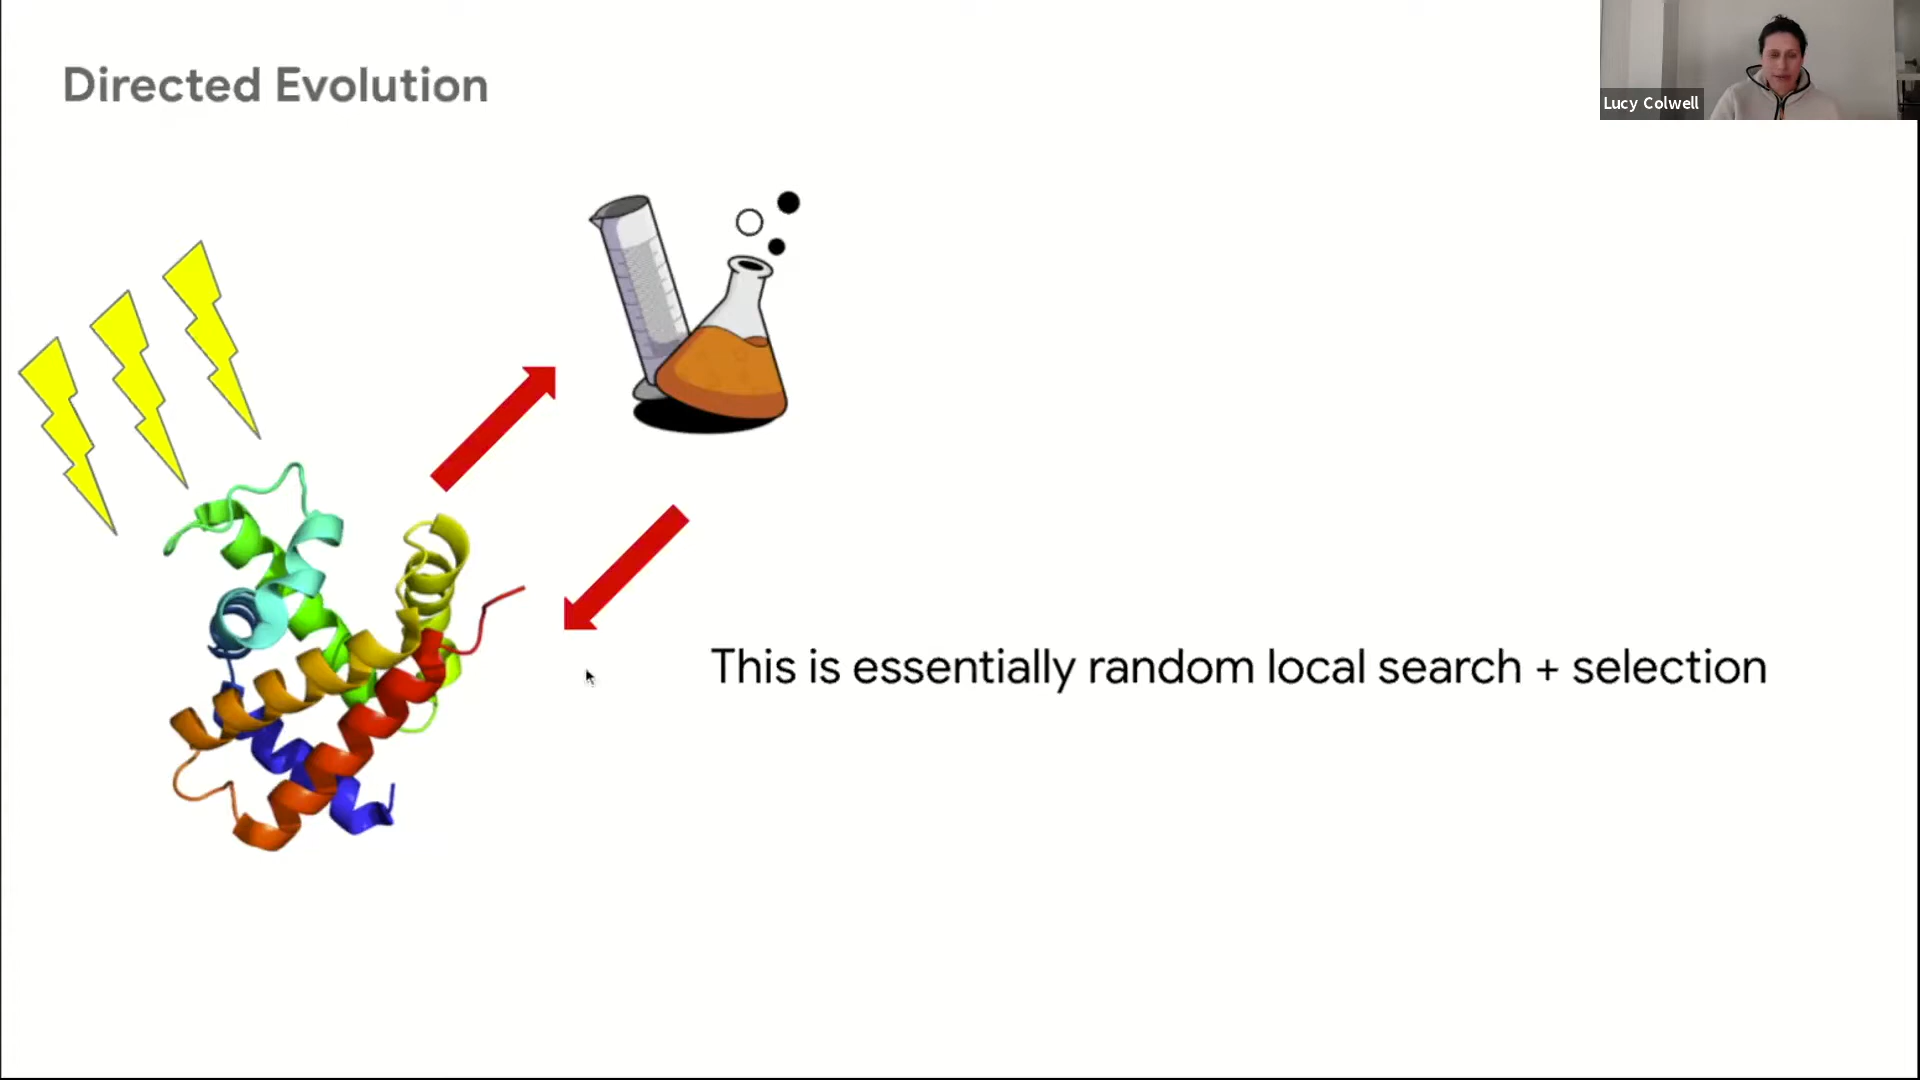 Directed Evolution
Lucy Colwell
This is essentially random local search + selection